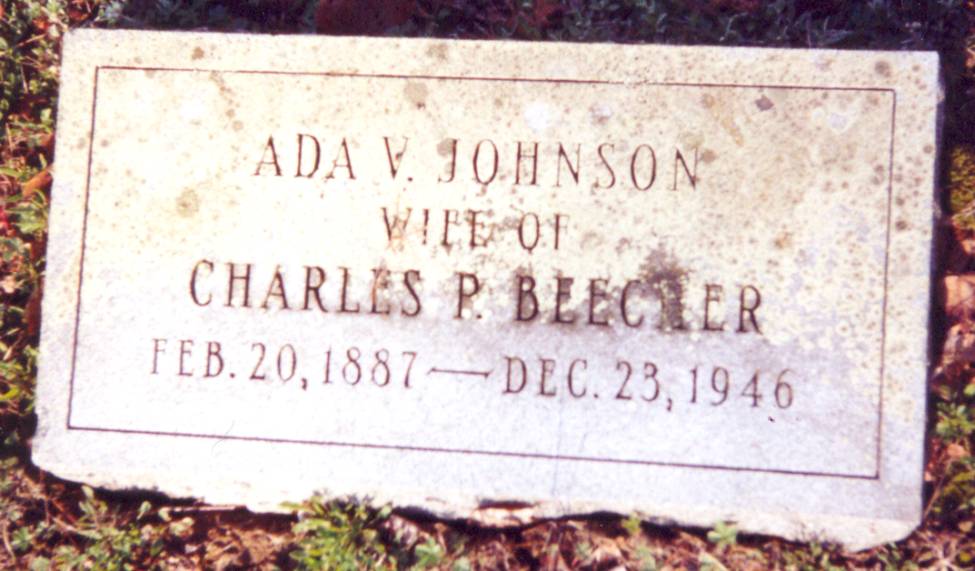 ADA V. JOHNSON
WIFE OF
CHARLES P. BEECHER
FEB. 20, 1887 — DEC. 23, 1946